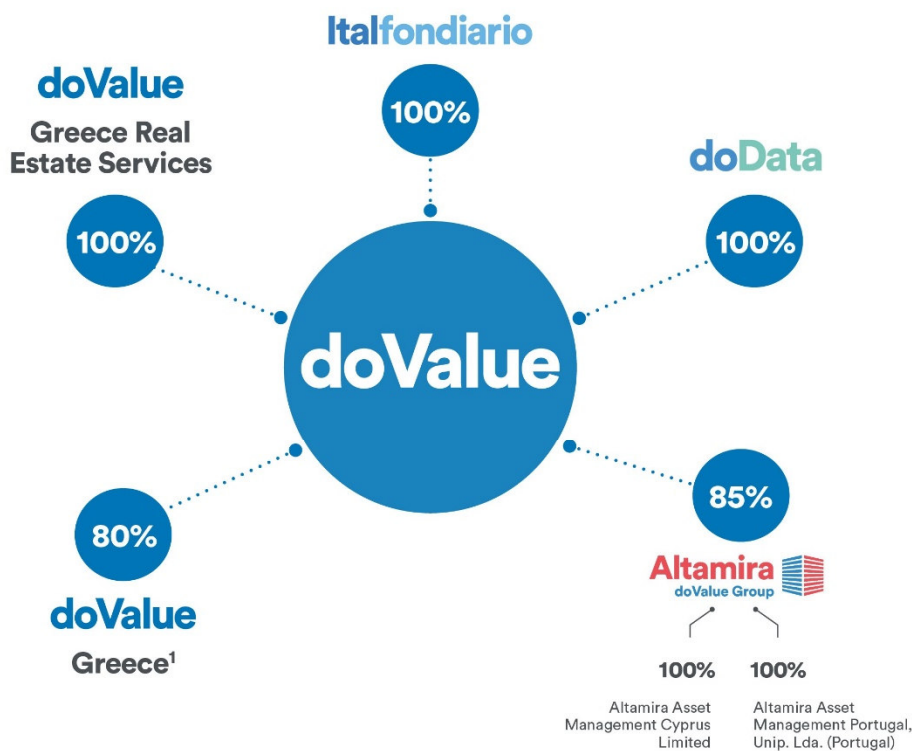 Italfondiario
100%
doValue
Greece Real
Estate Services
100%
doData
100%
doValue
80%
doValue
Greece¹
85%
Altamira
doValue Group
100%
Altamira Asset
Management Cyprus
Limited
100%
Altamira Asset
Management Portugal,
Unip. Lda. (Portugal)